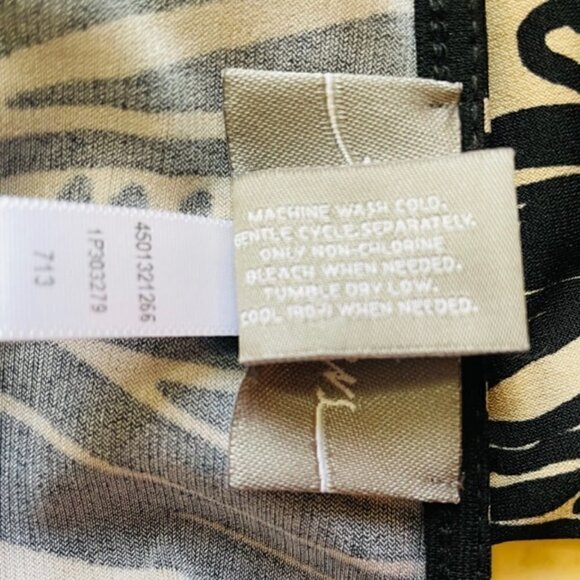 MACHINE WASH COLD.
GENTLE CYCLE.SEPARATELY.
ONLY NON-CHLORINE
BLEACH WHEN NEEDED.
TUMBLE DRY LOW.
COOL IRON WHEN NEEDED.
4501321266
1P303279
713